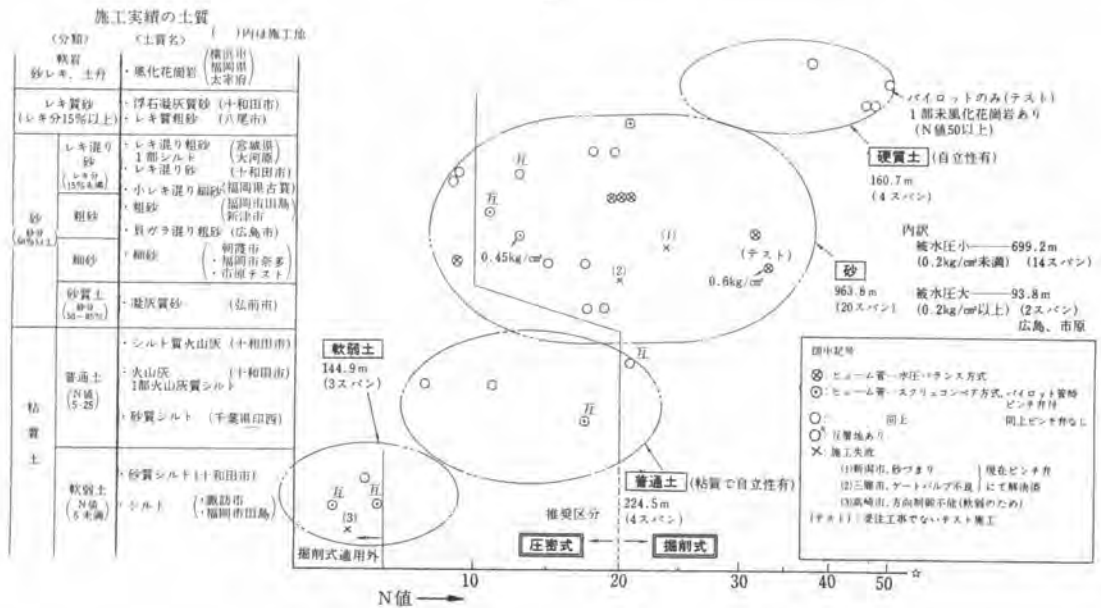 施工実績の土質
〈分類〉 〈土質名〉 ( )内は施工地
軟岩
砂レキ、土丹
・風化花崗岩 (横浜市 福岡県 太宰府)
レキ質砂
(レキ分15%以上)
・浮石凝灰質砂 (十和田市)
・レキ質粗砂 (八尾市)
砂
レキ混り砂
(レキ分15%未満)
・レキ混り粗砂 1部シルト (宮城県 大河原)
・レキ混り砂 (十和田市)
・小レキ混り細砂 (福岡県古賀)
粗砂
・粗砂 (福岡市田島 新津市)
・貝ガラ混り粗砂 (広島市)
細砂
・細砂 (朝霞市 ・福岡市奈多 ・市原テスト)
砂質土
・凝灰質砂 (弘前市)
粘質土
普通土
(N値 5-25)
・シルト質火山灰 (十和田市)
・火山灰 (十和田市)
1部火山灰質シルト
・砂質シルト (千葉県印西)
軟弱土
・砂質シルト (十和田市)
・シルト (・諏訪市 ・福岡市田島)
パイロットのみ(テスト)
1部未風化花崗岩あり
(N値50以上)
硬質土 (自立性有)
160.7m
(4スパン)
互
互
0.45kg/cm²
(1)
(2)
(テスト)
0.6kg/cm²
砂
963.8m
(20スパン)
内訳
被水圧小――699.2m
(0.2kg/cm²未満) (14スパン)
被水圧大――93.8m
(0.2kg/cm²以上) (2スパン)
広島、市原
軟弱土
144.9m
(3スパン)
互
互
普通土 (粘質で自立性有)
224.5m
(4スパン)
互
互
(3)
掘削式適用外
推奨区分
圧密式
掘削式
図中記号
ヒューム管―水圧バランス方式
ヒューム管―スクリュコンベア方式、パイロット管時ピンチ弁付
同上 同上ピンチ弁なし
互層地あり
施工失敗
(1)新潟市、砂づまり
(2)三鷹市、ゲートバルブ不良
現在ピンチ弁にて解決済
(3)高崎市、方向制御不能(軟弱のため)
(テスト) 受注工事でないテスト施工
10 20 30 40 50 ☆
N値